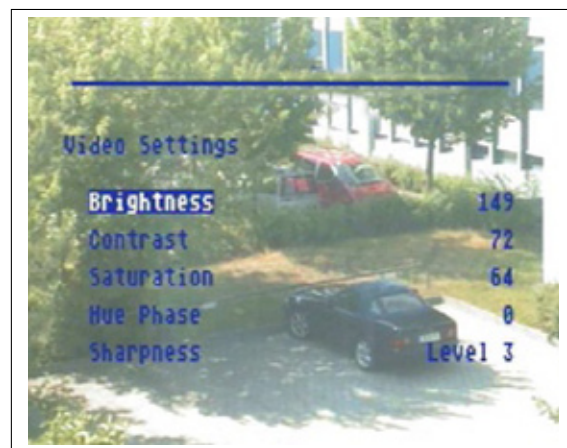 Video Settings
Brightness 149
Contrast 72
Saturation 64
Hue Phase 0
Sharpness Level 3